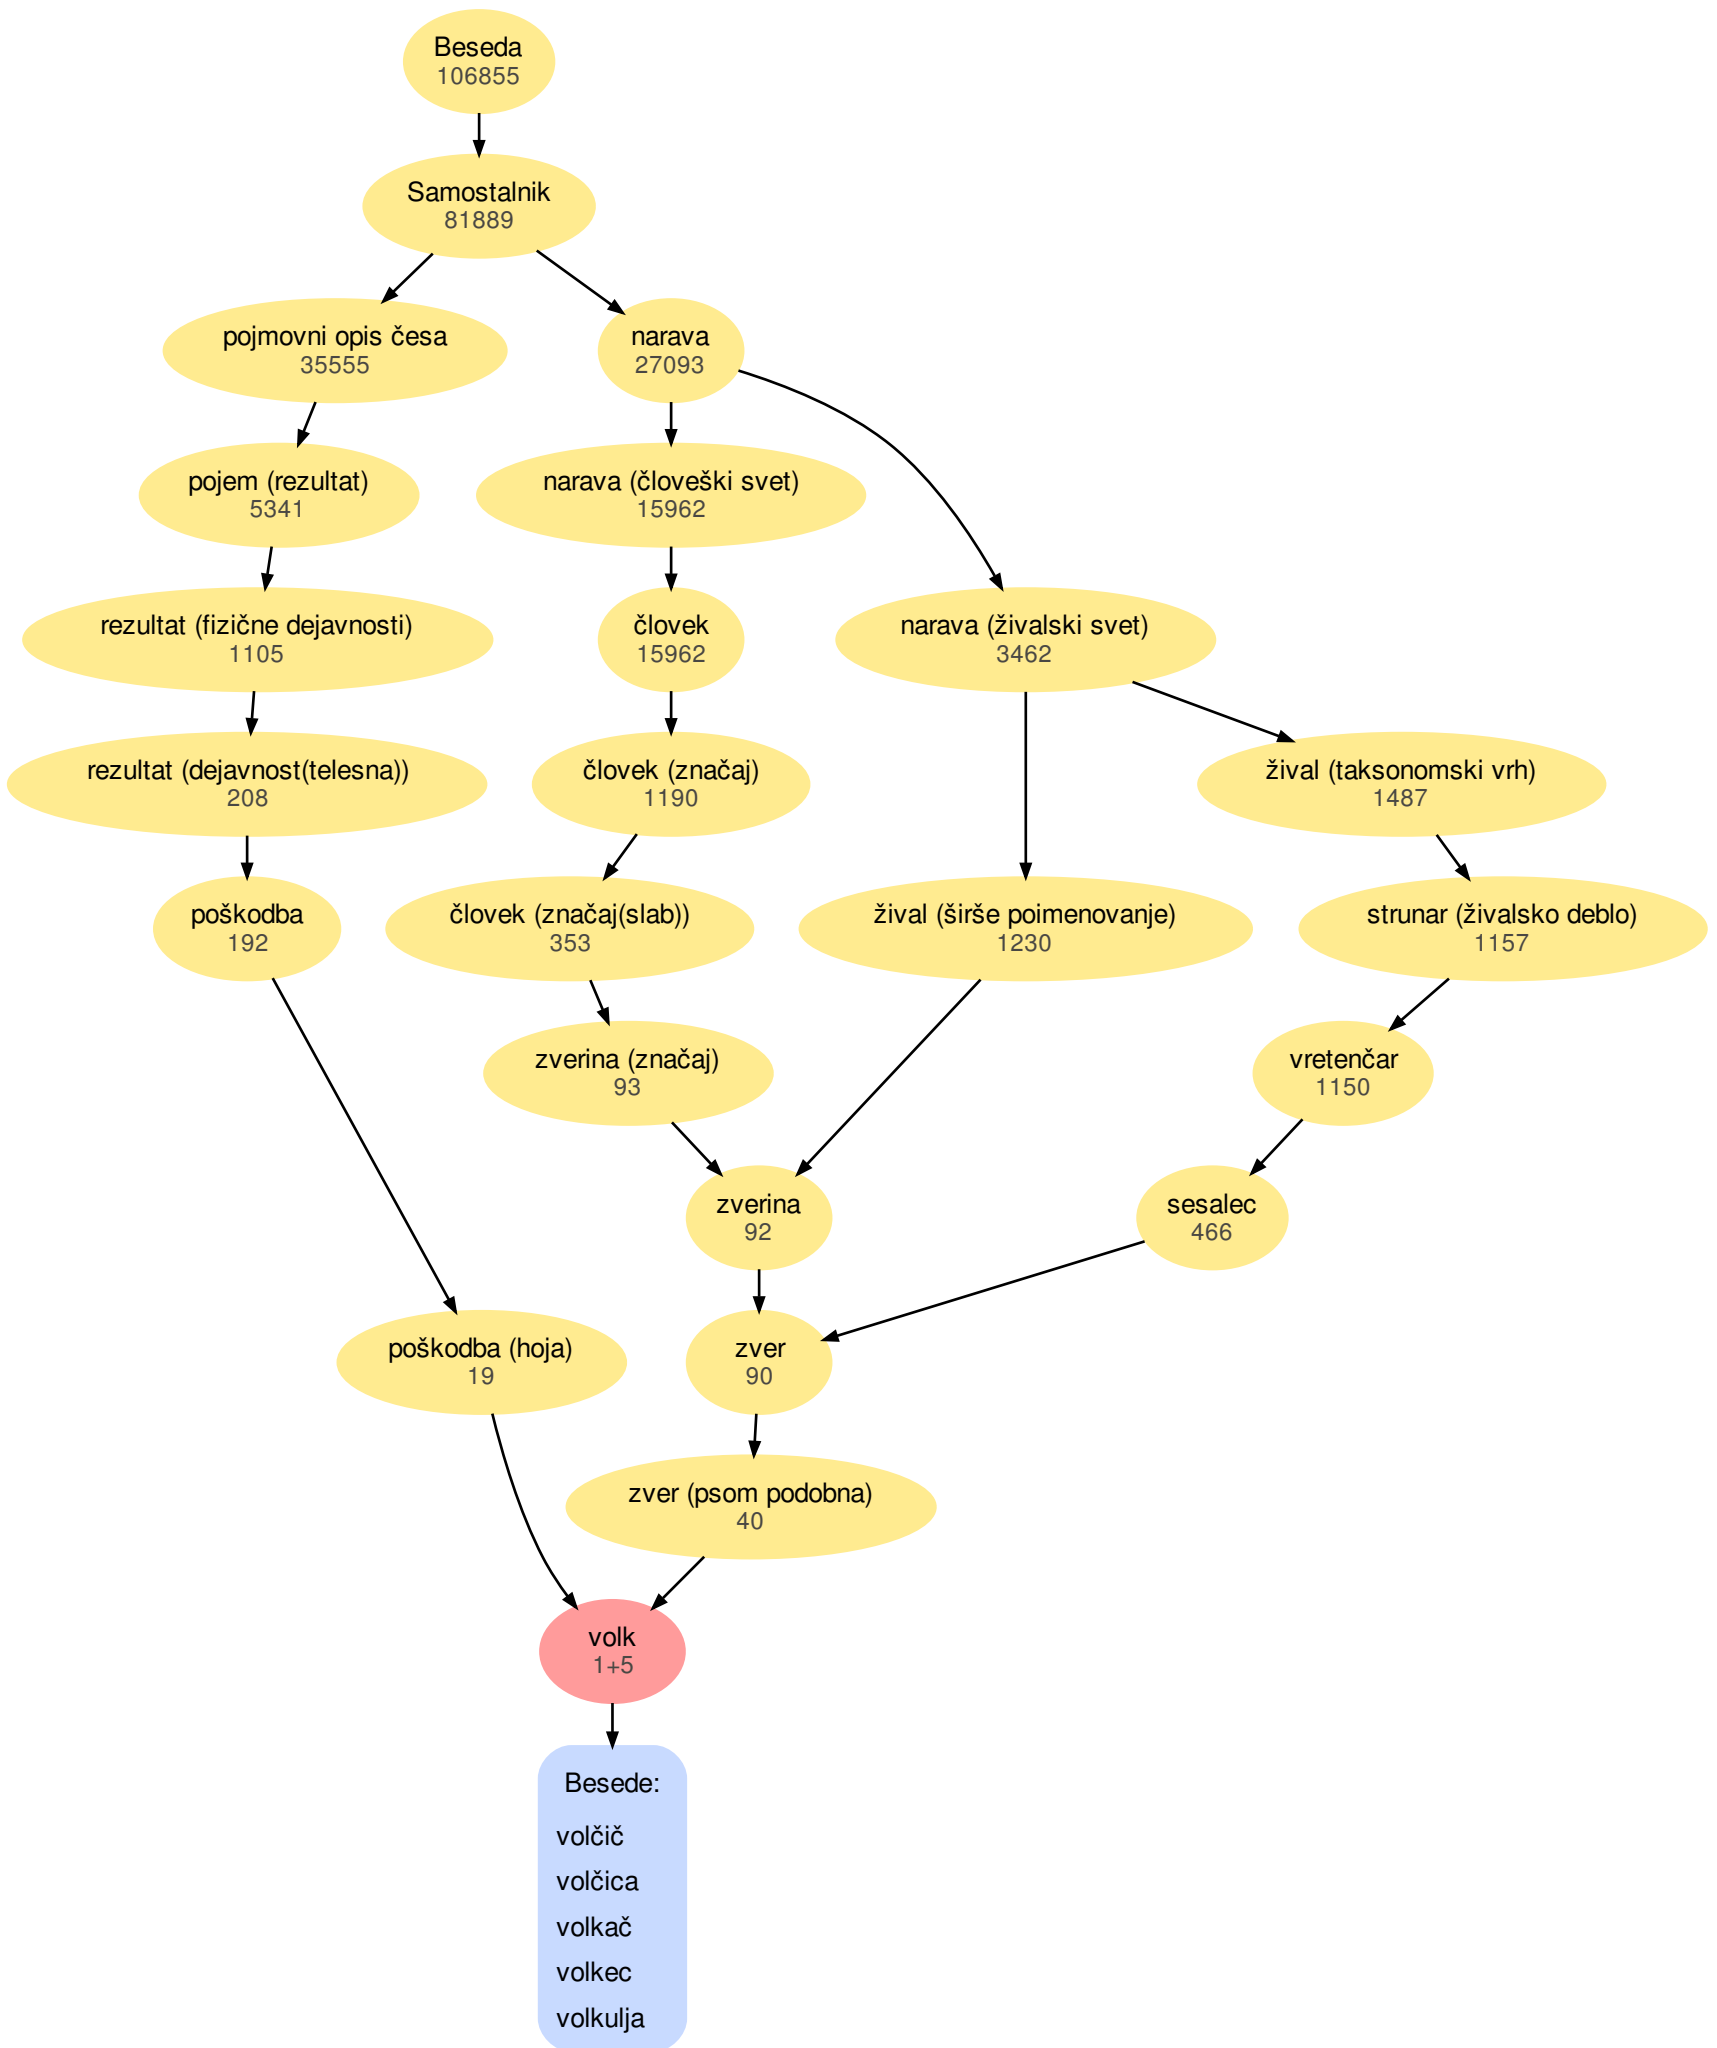 Beseda
106855
Samostalnik
81889
pojmovni opis česa
35555
narava
27093
pojem (rezultat)
5341
narava (človeški svet)
15962
rezultat (fizične dejavnosti)
1105
človek
15962
narava (živalski svet)
3462
rezultat (dejavnost(telesna))
208
človek (značaj)
1190
žival (taksonomski vrh)
1487
poškodba
192
človek (značaj(slab))
353
žival (širše poimenovanje)
1230
strunar (živalsko deblo)
1157
zverina (značaj)
93
vretenčar
1150
zverina
92
sesalec
466
poškodba (hoja)
19
zver
90
zver (psom podobna)
40
volk
1+5
Besede:
volčič
volčica
volkač
volkec
volkulja